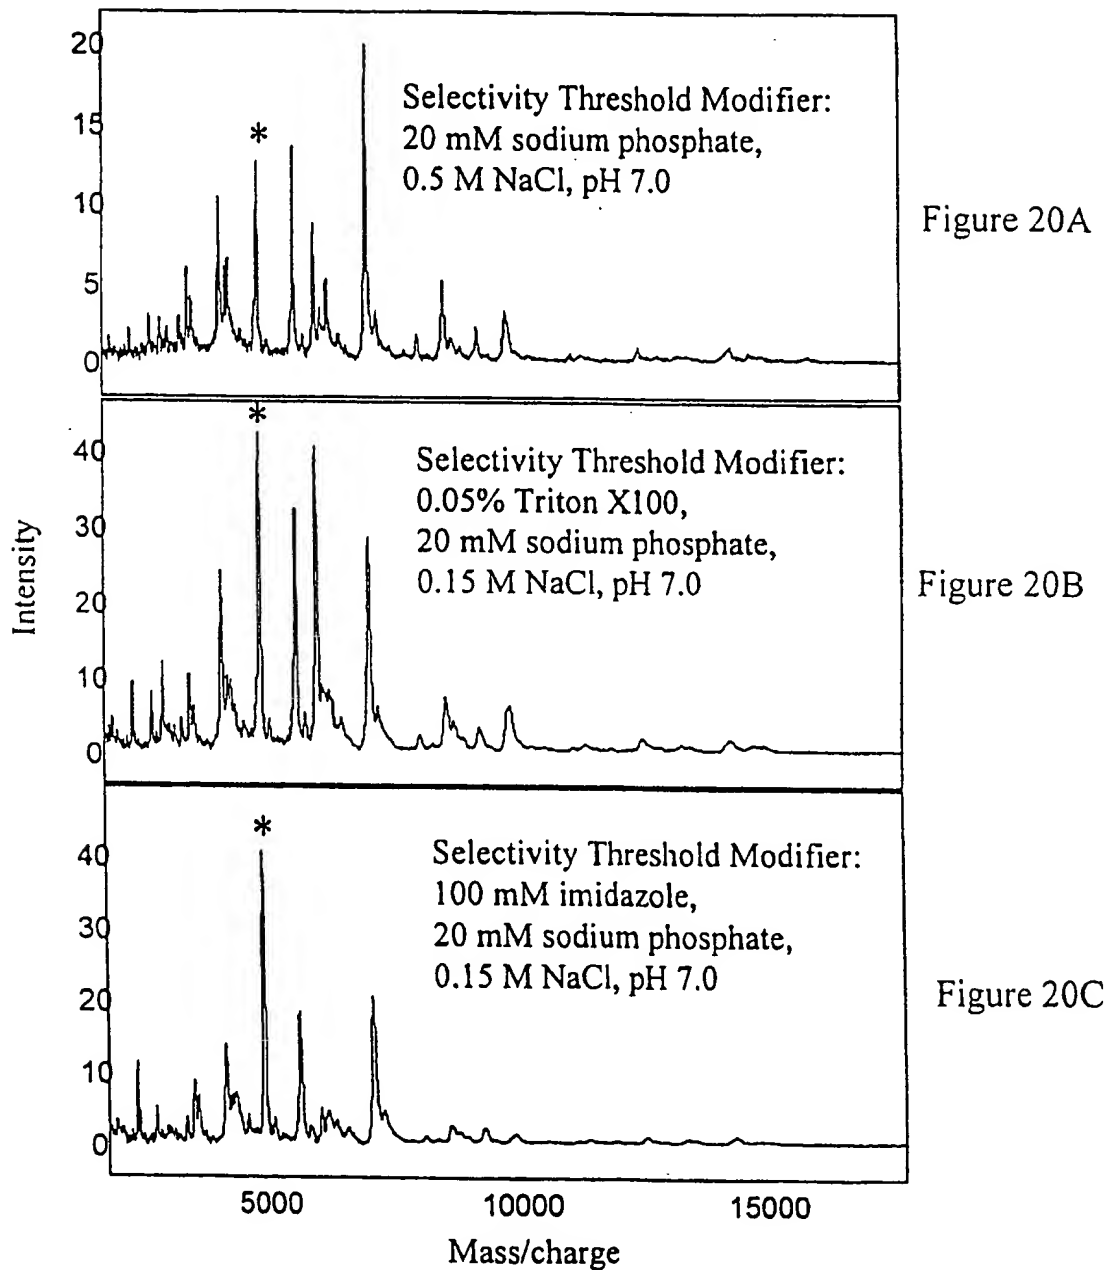 20
15
10
5
0
*
Selectivity Threshold Modifier:
20 mM sodium phosphate,
0.5 M NaCl, pH 7.0
Figure 20A
40
30
20
10
0
*
Selectivity Threshold Modifier:
0.05% Triton X100,
20 mM sodium phosphate,
0.15 M NaCl, pH 7.0
Figure 20B
Intensity
40
30
20
10
0
*
Selectivity Threshold Modifier:
100 mM imidazole,
20 mM sodium phosphate,
0.15 M NaCl, pH 7.0
Figure 20C
5000 10000 15000
Mass/charge